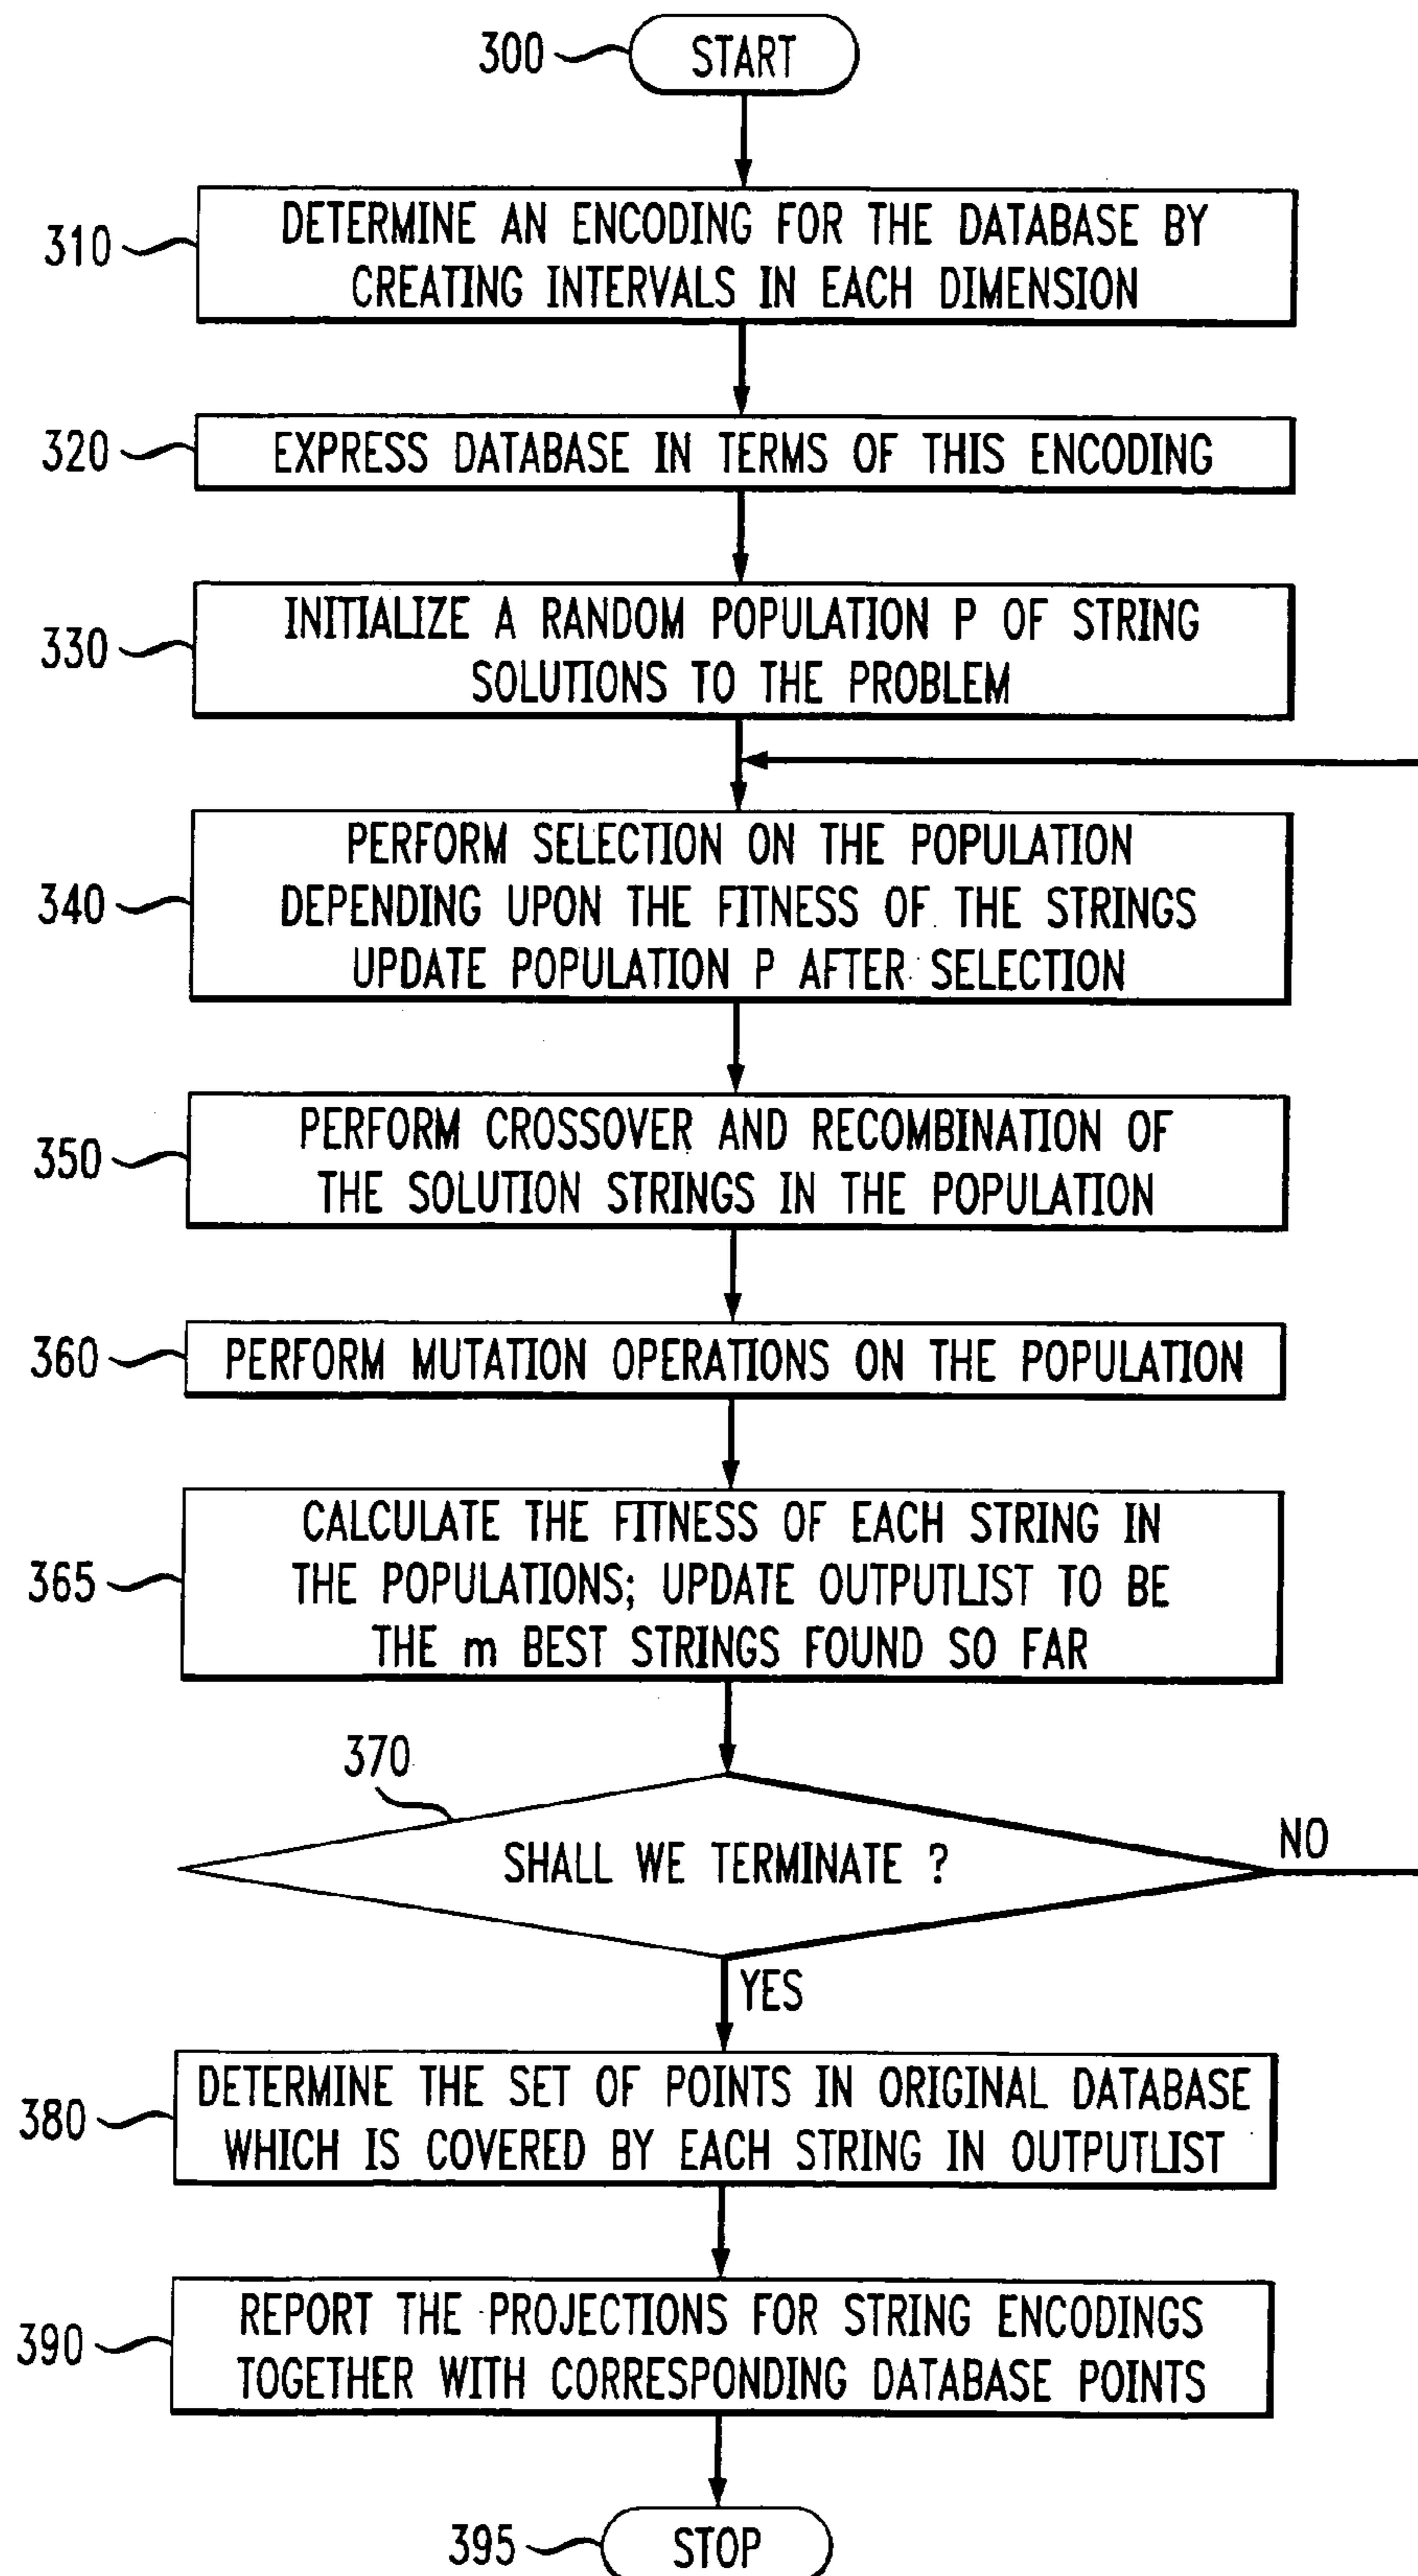 300
START
310
DETERMINE AN ENCODING FOR THE DATABASE BY
CREATING INTERVALS IN EACH DIMENSION
320
EXPRESS DATABASE IN TERMS OF THIS ENCODING
330
INITIALIZE A RANDOM POPULATION P OF STRING
SOLUTIONS TO THE PROBLEM
340
PERFORM SELECTION ON THE POPULATION
DEPENDING UPON THE FITNESS OF THE STRINGS
UPDATE POPULATION P AFTER SELECTION
350
PERFORM CROSSOVER AND RECOMBINATION OF
THE SOLUTION STRINGS IN THE POPULATION
360
PERFORM MUTATION OPERATIONS ON THE POPULATION
365
CALCULATE THE FITNESS OF EACH STRING IN
THE POPULATIONS; UPDATE OUTPUTLIST TO BE
THE m BEST STRINGS FOUND SO FAR
370
SHALL WE TERMINATE ?
NO
YES
380
DETERMINE THE SET OF POINTS IN ORIGINAL DATABASE
WHICH IS COVERED BY EACH STRING IN OUTPUTLIST
390
REPORT THE PROJECTIONS FOR STRING ENCODINGS
TOGETHER WITH CORRESPONDING DATABASE POINTS
395
STOP